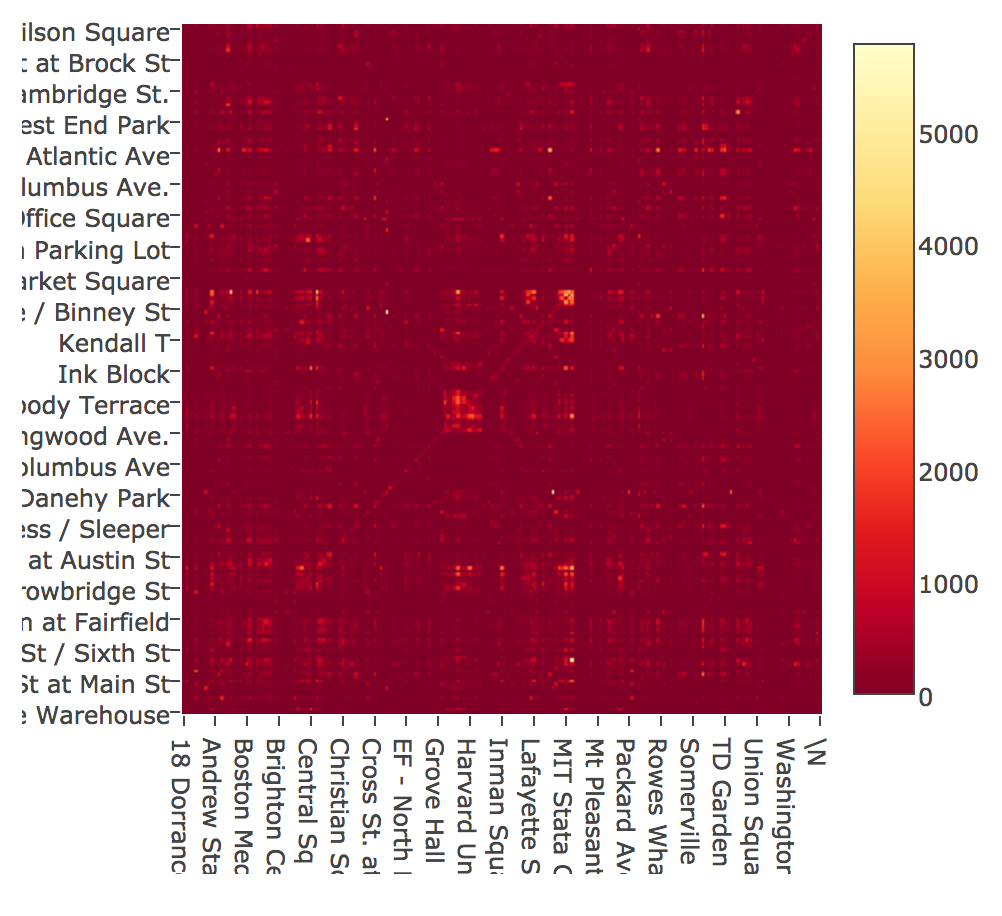 ilson Square
t at Brock St
ambridge St.
est End Park
Atlantic Ave
lumbus Ave.
Office Square
n Parking Lot
arket Square
e / Binney St
Kendall T
Ink Block
body Terrace
ngwood Ave.
olumbus Ave
Danehy Park
ess / Sleeper
at Austin St
rowbridge St
n at Fairfield
St / Sixth St
St at Main St
e Warehouse
18 Dorranc
Andrew Sta
Boston Med
Brighton Ce
Central Sq
Christian Sc
Cross St. at
EF - North
Grove Hall
Harvard Un
Inman Squa
Lafayette S
MIT Stata C
Mt Pleasant
Packard Ave
Rowes Wha
Somerville
TD Garden
Union Squa
Washington
\N
5000
4000
3000
2000
1000
0